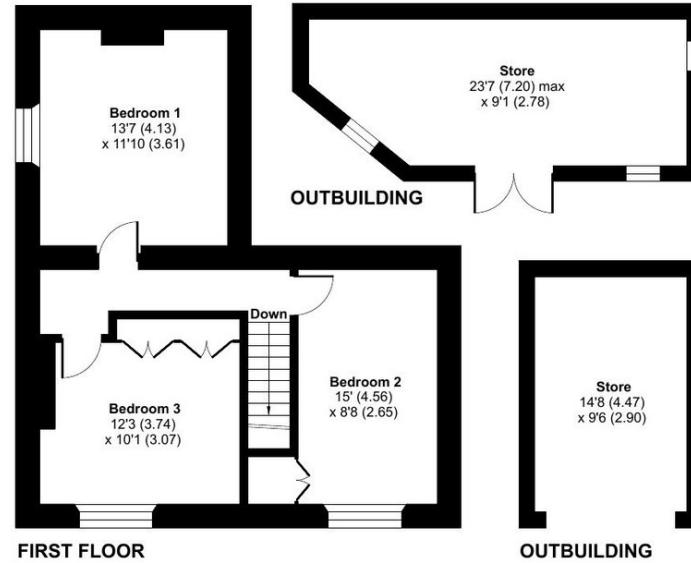 Bedroom 1
13'7 (4.13)
x 11'10 (3.61)
Store
23'7 (7.20) max
x 9'1 (2.78)
OUTBUILDING
Down
Bedroom 2
15' (4.56)
x 8'8 (2.65)
Bedroom 3
12'3 (3.74)
x 10'1 (3.07)
Store
14'8 (4.47)
x 9'6 (2.90)
FIRST FLOOR
OUTBUILDING